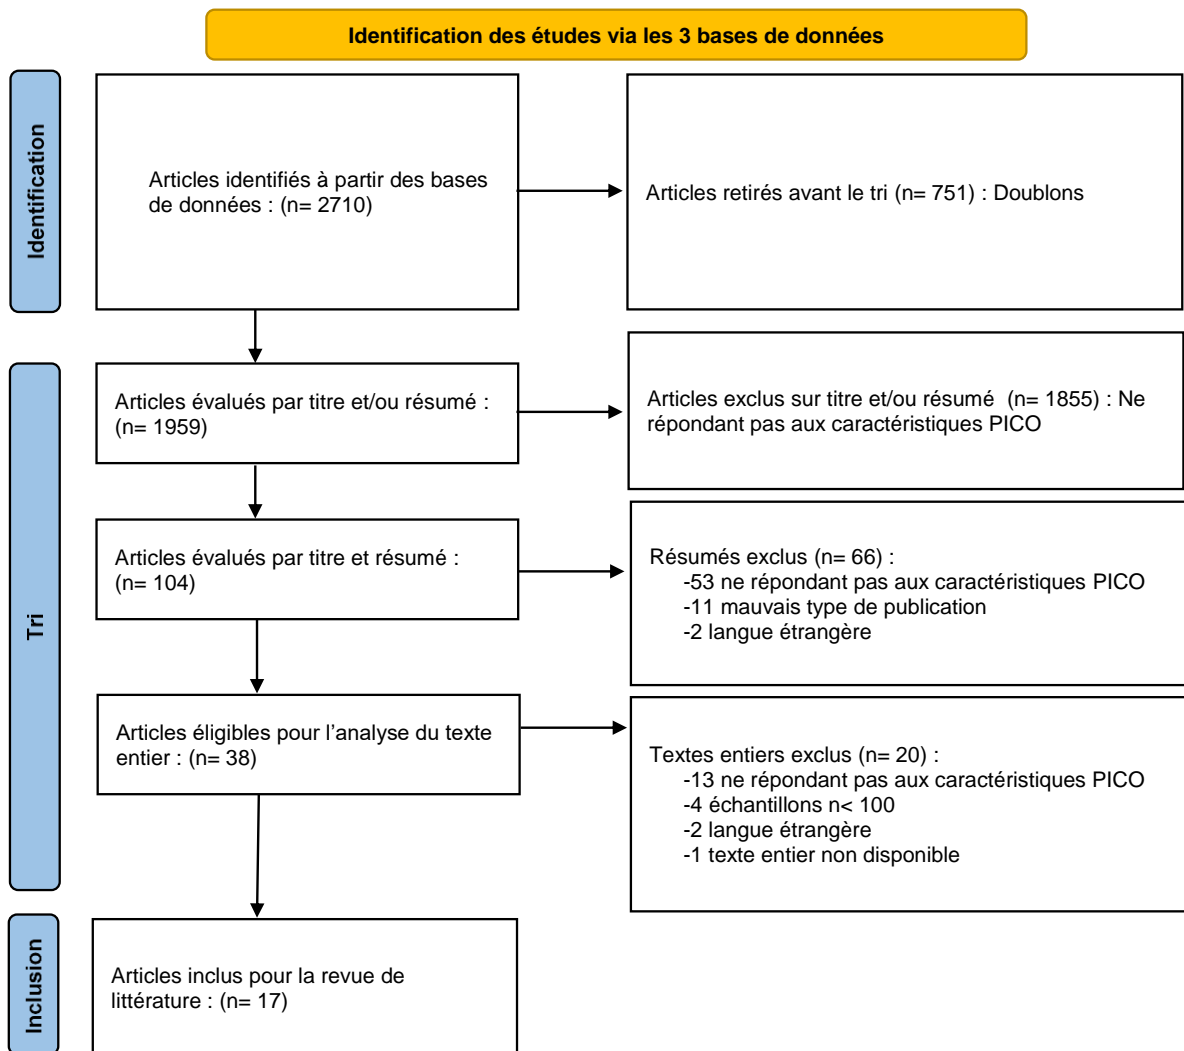 Identification des études via les 3 bases de données
Identification
Articles identifiés à partir des bases
de données : (n= 2710)
Articles retirés avant le tri (n= 751) : Doublons
Tri
Articles évalués par titre et/ou résumé :
(n= 1959)
Articles exclus sur titre et/ou résumé (n= 1855) : Ne
répondant pas aux caractéristiques PICO
Articles évalués par titre et résumé :
(n= 104)
Résumés exclus (n= 66) :
-53 ne répondant pas aux caractéristiques PICO
-11 mauvais type de publication
-2 langue étrangère
Articles éligibles pour l’analyse du texte
entier : (n= 38)
Textes entiers exclus (n= 20) :
-13 ne répondant pas aux caractéristiques PICO
-4 échantillons n< 100
-2 langue étrangère
-1 texte entier non disponible
Inclusion
Articles inclus pour la revue de
littérature : (n= 17)